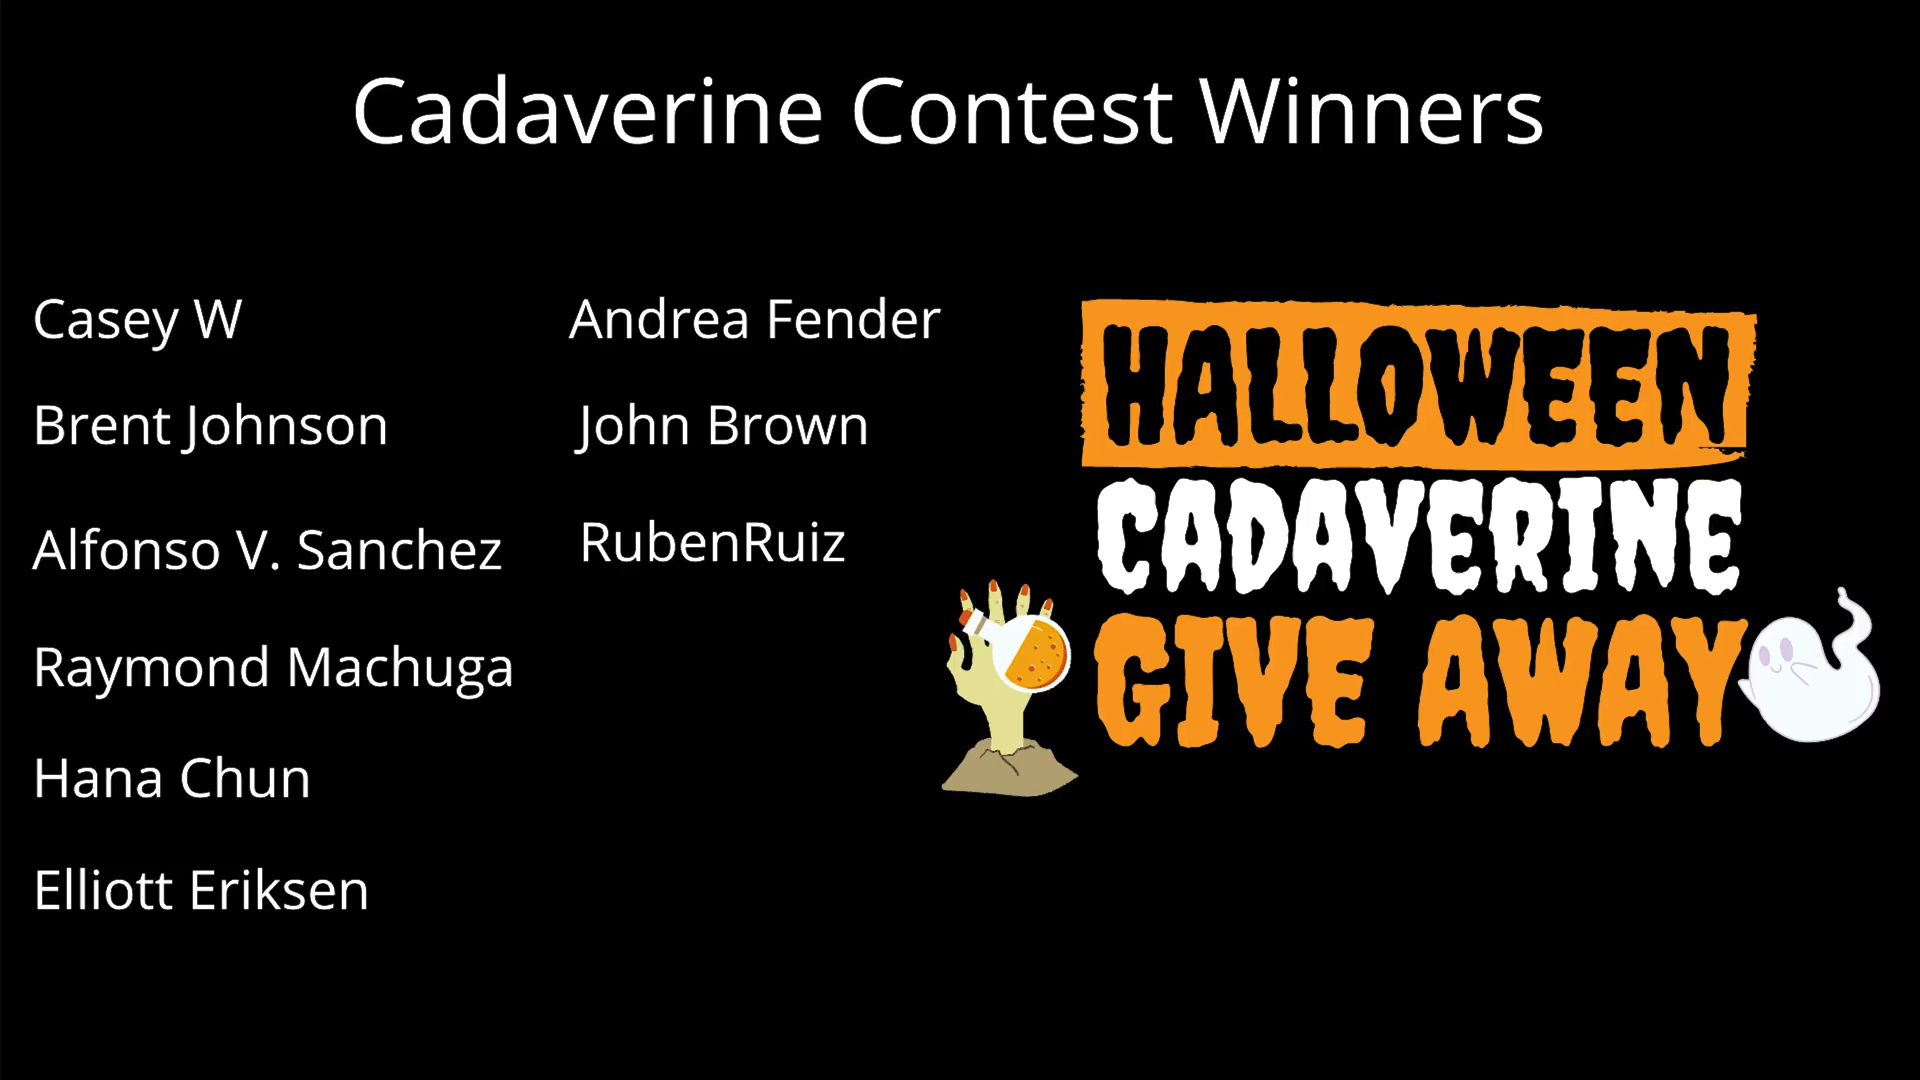 Cadaverine Contest Winners
Casey W
Brent Johnson
Alfonso V. Sanchez
Raymond Machuga
Hana Chun
Elliott Eriksen
Andrea Fender
John Brown
RubenRuiz
HALLOWEEN
CADAVERINE
GIVE AWAY